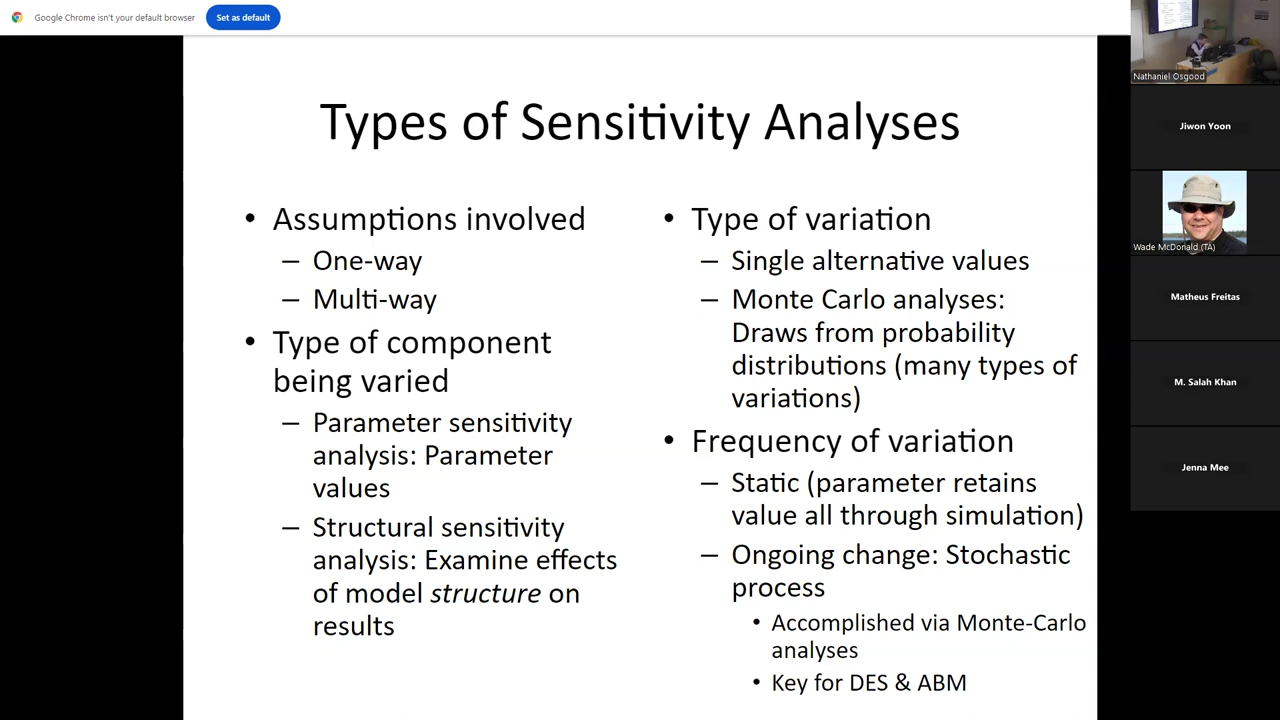 Google Chrome isn't your default browser
Set as default
Types of Sensitivity Analyses
• Assumptions involved
– One-way
– Multi-way
• Type of component
being varied
– Parameter sensitivity
analysis: Parameter
values
– Structural sensitivity
analysis: Examine effects
of model structure on
results
• Type of variation
– Single alternative values
– Monte Carlo analyses:
Draws from probability
distributions (many types of
variations)
• Frequency of variation
– Static (parameter retains
value all through simulation)
– Ongoing change: Stochastic
process
• Accomplished via Monte-Carlo
analyses
• Key for DES & ABM
Nathaniel Osgood
Jiwon Yoon
Wade McDonald (TA)
Matheus Freitas
M. Salah Khan
Jenna Mee